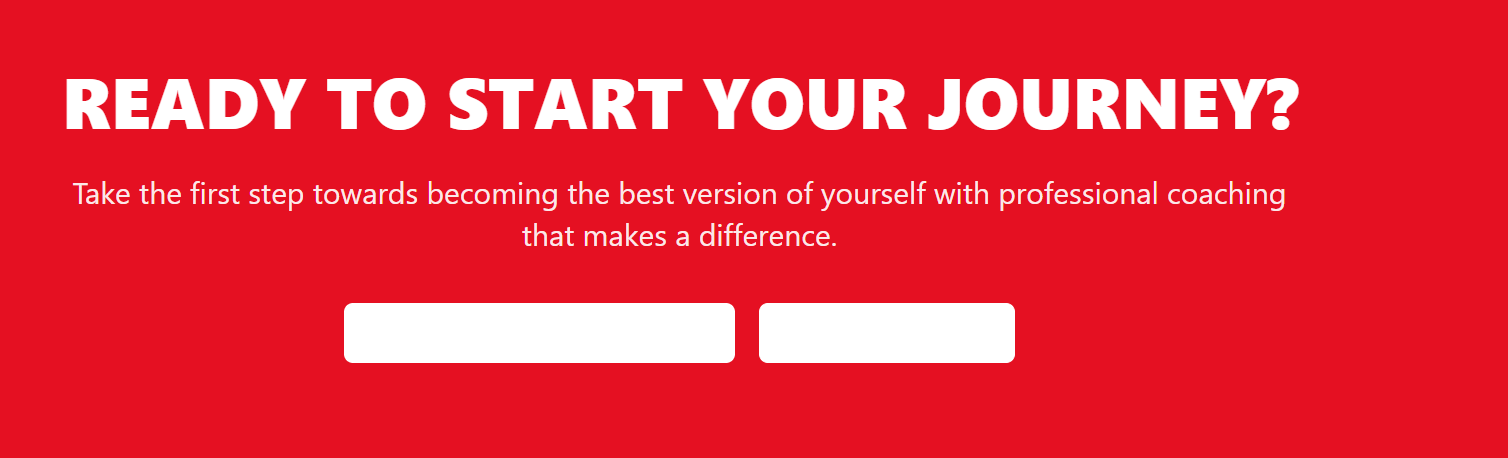 READY TO START YOUR JOURNEY?
Take the first step towards becoming the best version of yourself with professional coaching
that makes a difference.